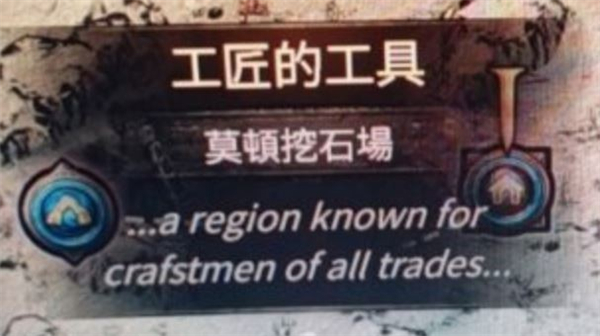 工匠的工具
莫頓挖石場
...a region known for
crafstmen of all trades...